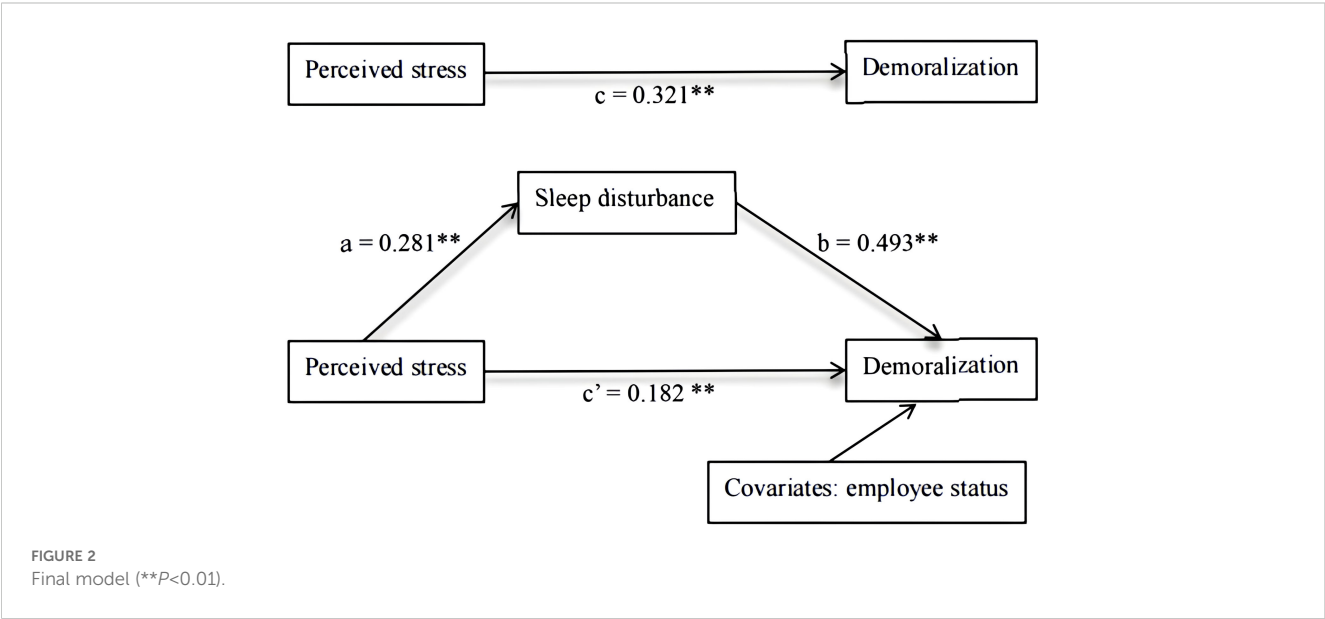 Perceived stress
Demoralization
c = 0.321**
Sleep disturbance
a = 0.281**
b = 0.493**
Perceived stress
Demoralization
c’ = 0.182 **
Covariates: employee status
FIGURE 2
Final model (**P<0.01).